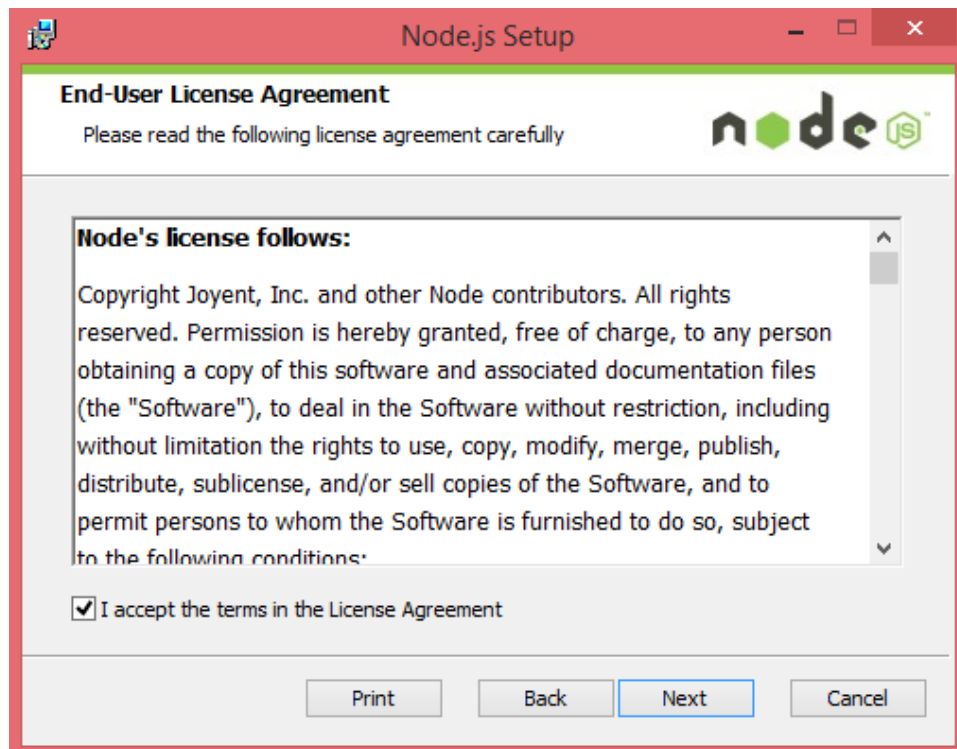 Node.js Setup
End-User License Agreement
Please read the following license agreement carefully
node JS
Node's license follows:
Copyright Joyent, Inc. and other Node contributors. All rights
reserved. Permission is hereby granted, free of charge, to any person
obtaining a copy of this software and associated documentation files
(the "Software"), to deal in the Software without restriction, including
without limitation the rights to use, copy, modify, merge, publish,
distribute, sublicense, and/or sell copies of the Software, and to
permit persons to whom the Software is furnished to do so, subject
to the following conditions:
I accept the terms in the License Agreement
Print Back Next Cancel